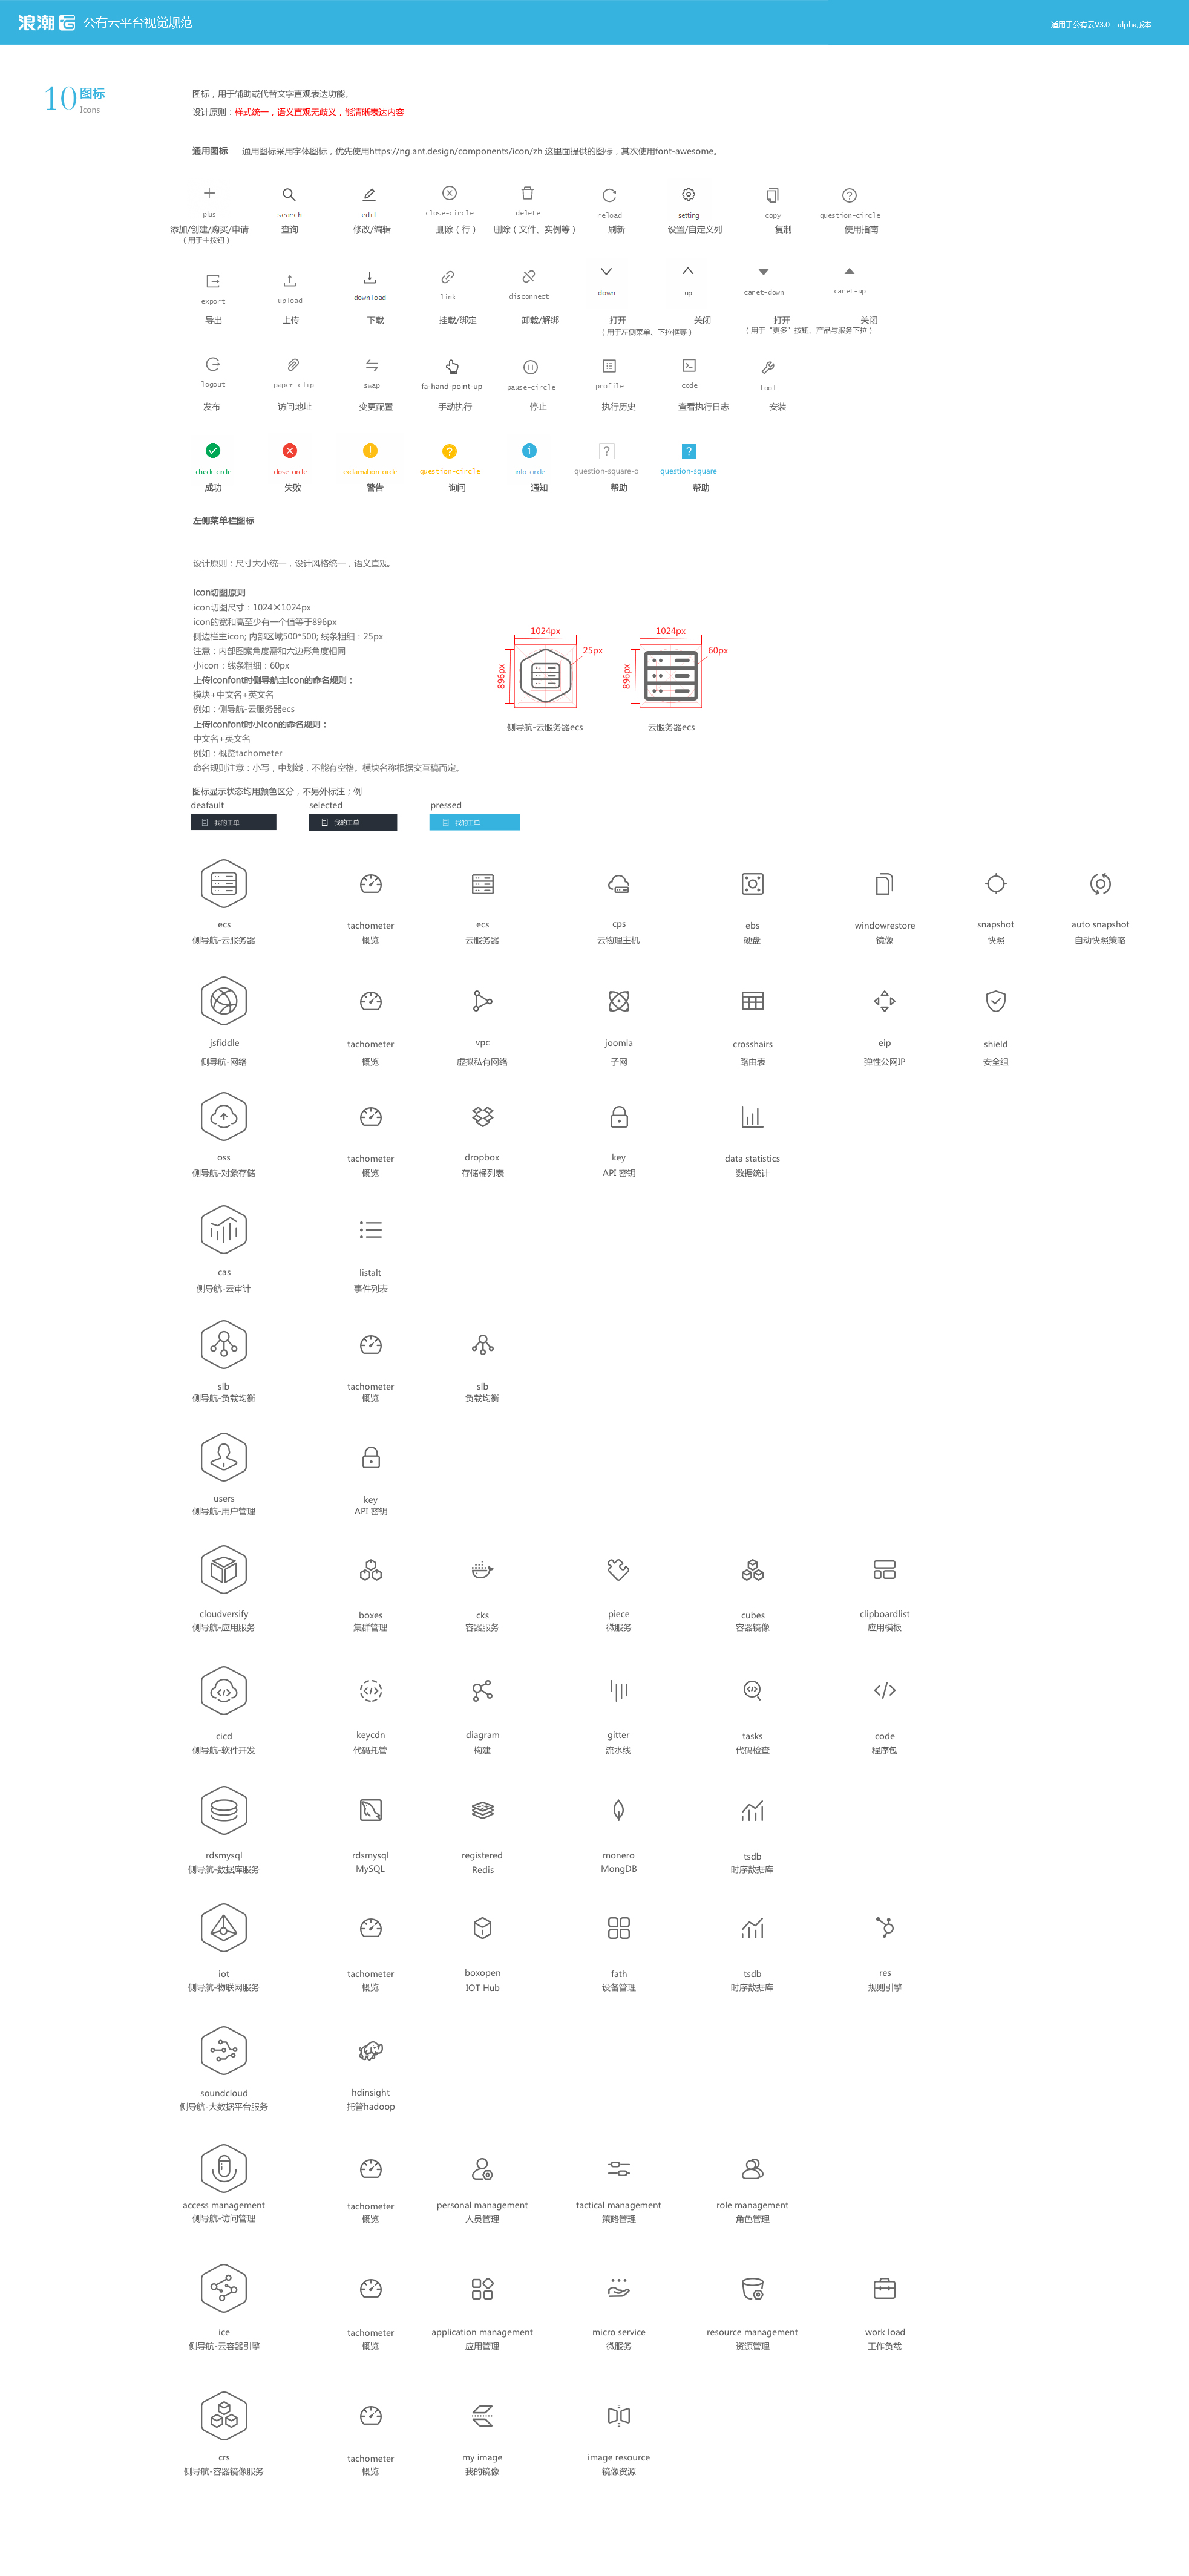 浪潮云 公有云平台视觉规范
适用于公有云V3.0—alpha版本
10 图标
Icons
图标，用于辅助或代替文字直观表达功能。
设计原则：样式统一，语义直观无歧义，能清晰表达内容
通用图标 通用图标采用字体图标，优先使用https://ng.ant.design/components/icon/zh 这里面提供的图标，其次使用font-awesome。
plus search edit close-circle delete reload setting copy question-circle
添加/创建/购买/申请 查询 修改/编辑 删除（行） 删除（文件、实例等） 刷新 设置/自定义列 复制 使用指南
（用于主按钮）
export upload download link disconnect down up caret-down caret-up
导出 上传 下载 挂载/绑定 卸载/解绑 打开 关闭 打开 关闭
（用于左侧菜单、下拉框等） （用于“更多”按钮、产品与服务下拉）
logout paper-clip swap fa-hand-point-up pause-circle profile code tool
发布 访问地址 变更配置 手动执行 停止 执行历史 查看执行日志 安装
check-circle close-circle exclamation-circle question-circle info-circle question-square-o question-square
成功 失败 警告 询问 通知 帮助 帮助
左侧菜单栏图标
设计原则：尺寸大小统一，设计风格统一，语义直观.
icon切图原则
icon切图尺寸：1024×1024px
icon的宽和高至少有一个值等于896px
侧边栏主icon; 内部区域500*500; 线条粗细：25px
注意：内部图案角度需和六边形角度相同
小icon：线条粗细：60px
上传iconfont时侧导航主icon的命名规则：
模块+中文名+英文名
例如：侧导航-云服务器ecs
上传iconfont时小icon的命名规则：
中文名+英文名
例如：概览tachometer
命名规则注意：小写，中划线，不能有空格。模块名称根据交互稿而定。
1024px 1024px
25px 60px
896px 896px
侧导航-云服务器ecs 云服务器ecs
图标显示状态均用颜色区分，不另外标注；例
deafault selected pressed
我的工单 我的工单 我的工单
ecs tachometer ecs cps ebs windowrestore snapshot auto snapshot
侧导航-云服务器 概览 云服务器 云物理主机 硬盘 镜像 快照 自动快照策略
jsfiddle tachometer vpc joomla crosshairs eip shield
侧导航-网络 概览 虚拟私有网络 子网 路由表 弹性公网IP 安全组
oss tachometer dropbox key data statistics
侧导航-对象存储 概览 存储桶列表 API 密钥 数据统计
cas listalt
侧导航-云审计 事件列表
slb tachometer slb
侧导航-负载均衡 概览 负载均衡
users key
侧导航-用户管理 API 密钥
cloudversify boxes cks piece cubes clipboardlist
侧导航-应用服务 集群管理 容器服务 微服务 容器镜像 应用模板
cicd keycdn diagram gitter tasks code
侧导航-软件开发 代码托管 构建 流水线 代码检查 程序包
rdsmysql rdsmysql registered monero tsdb
侧导航-数据库服务 MySQL Redis MongDB 时序数据库
iot tachometer boxopen fath tsdb res
侧导航-物联网服务 概览 IOT Hub 设备管理 时序数据库 规则引擎
soundcloud hdinsight
侧导航-大数据平台服务 托管hadoop
access management tachometer personal management tactical management role management
侧导航-访问管理 概览 人员管理 策略管理 角色管理
ice tachometer application management micro service resource management work load
侧导航-云容器引擎 概览 应用管理 微服务 资源管理 工作负载
crs tachometer my image image resource
侧导航-容器镜像服务 概览 我的镜像 镜像资源